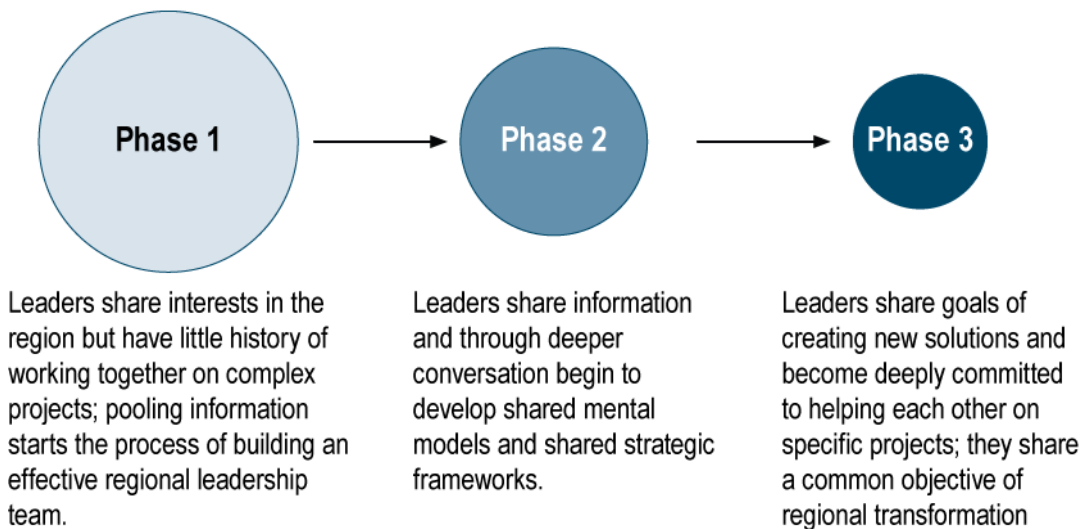 Phase 1
Phase 2
Phase 3
Leaders share interests in the
region but have little history of
working together on complex
projects; pooling information
starts the process of building an
effective regional leadership
team.
Leaders share information
and through deeper
conversation begin to
develop shared mental
models and shared strategic
frameworks.
Leaders share goals of
creating new solutions and
become deeply committed
to helping each other on
specific projects; they share
a common objective of
regional transformation